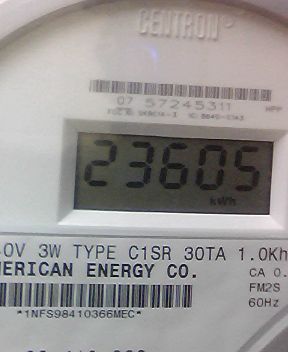 CENTRON
07 57245311
23605
kWh
0V 3W TYPE C1SR 30TA 1.0Kh
MERICAN ENERGY CO.
CA 0.
FM2S
60Hz
*1NFS98410366MEC*